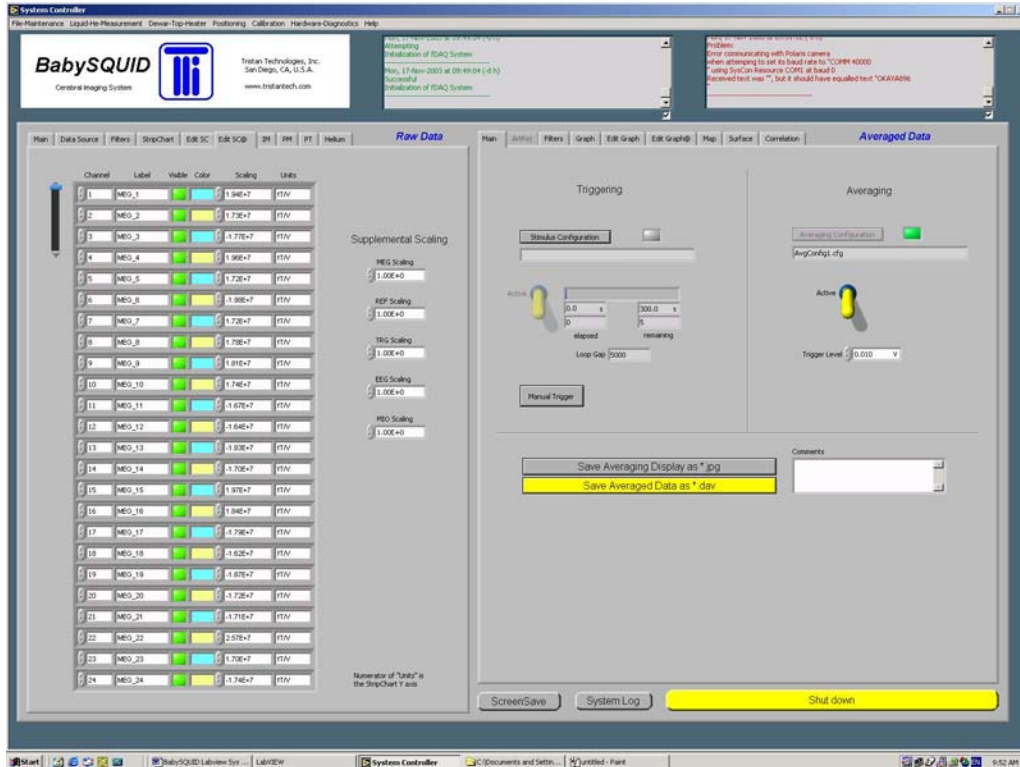 System Controller
File-Maintenance Liquid-He-Measurement Dewar-Top-Heater Positioning Calibration Hardware-Diagnostics Help
BabySQUID
Cerebral Imaging System
Tristan Technologies, Inc.
San Diego, CA, U.S.A.
www.tristantech.com
Attempting
Initialization of fDAQ System
Mon, 17-Nov-2003 at 09:49:04 (-8 h)
Successful
Initialization of fDAQ System
Problem:
Error communicating with Polaris camera
when attemping to set its baud rate to "COMM 40000
" using SysCon Resource COM1 at baud 0
Received text was "", but it should have equalled text "OKAYA896
"
Main Data Source Filters StripChart Edit SC Edit SC@ IM PM PT Helium Raw Data
Channel Label Visible Color Scaling Units
1 MEG_1 1.94E+7 fT/V
2 MEG_2 1.73E+7 fT/V
3 MEG_3 -1.77E+7 fT/V
4 MEG_4 1.96E+7 fT/V
5 MEG_5 1.72E+7 fT/V
6 MEG_6 -1.98E+7 fT/V
7 MEG_7 1.72E+7 fT/V
8 MEG_8 1.78E+7 fT/V
9 MEG_9 1.81E+7 fT/V
10 MEG_10 1.74E+7 fT/V
11 MEG_11 -1.67E+7 fT/V
12 MEG_12 -1.64E+7 fT/V
13 MEG_13 -1.83E+7 fT/V
14 MEG_14 -1.70E+7 fT/V
15 MEG_15 1.97E+7 fT/V
16 MEG_16 1.84E+7 fT/V
17 MEG_17 -1.79E+7 fT/V
18 MEG_18 -1.62E+7 fT/V
19 MEG_19 -1.87E+7 fT/V
20 MEG_20 -1.72E+7 fT/V
21 MEG_21 -1.71E+7 fT/V
22 MEG_22 2.57E+7 fT/V
23 MEG_23 1.70E+7 fT/V
24 MEG_24 -1.74E+7 fT/V
Supplemental Scaling
MEG Scaling
1.00E+0
REF Scaling
1.00E+0
TRG Scaling
1.00E+0
EEG Scaling
1.00E+0
MIO Scaling
1.00E+0
Numerator of "Units" is
the StripChart Y axis
Main Artifact Filters Graph Edit Graph Edit Graph@ Map Surface Correlation Averaged Data
Triggering
Stimulus Configuration
Active
0.0 s 300.0 s
0 5
elapsed remaining
Loop Gap 5000
Manual Trigger
Averaging
Averaging Configuration
AvgConfig1.cfg
Active
Trigger Level 0.010 V
Save Averaging Display as *.jpg
Save Averaged Data as *.dav
Comments
ScreenSave System Log Shut down
Start BabySQUID Labview Sys ... LabVIEW System Controller C:\Documents and Settin... untitled - Paint 9:52 AM